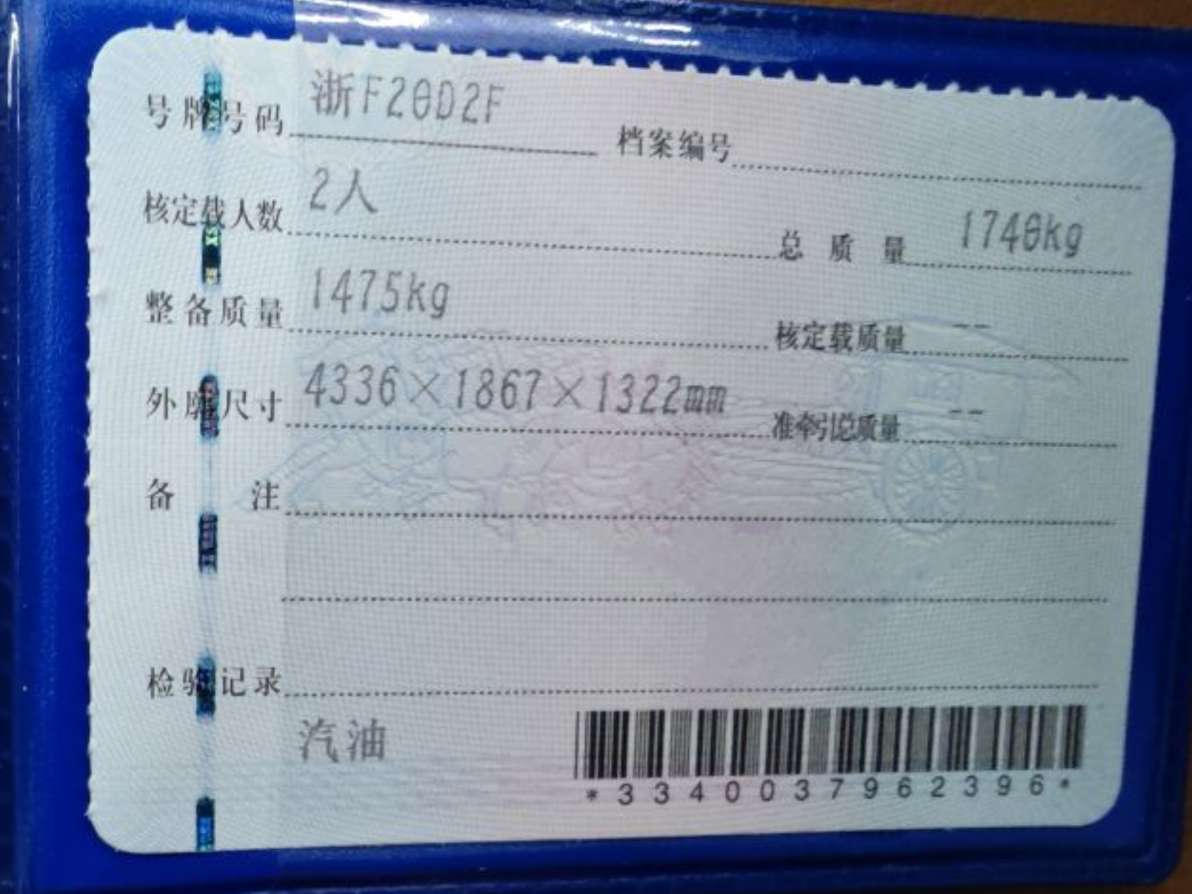 号牌号码 浙F20D2F 档案编号
核定载人数 2人 总质量 1740kg
整备质量 1475kg 核定载质量 --
外廓尺寸 4336×1867×1322mm 准牵引总质量 --
备注
检验记录
汽油
*3340037962396*